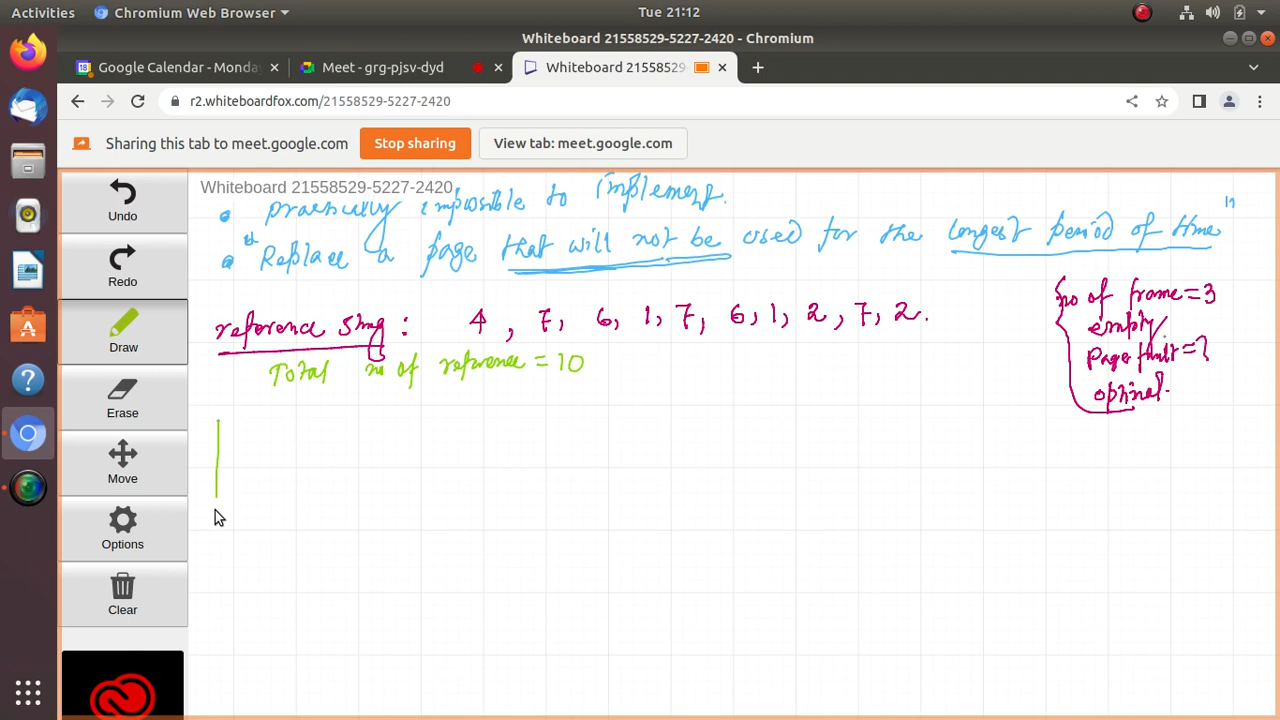 Activities Chromium Web Browser Tue 21:12
Whiteboard 21558529-5227-2420 - Chromium
Google Calendar - Monda Meet - grg-pjsv-dyd Whiteboard 21558529
r2.whiteboardfox.com/21558529-5227-2420
Sharing this tab to meet.google.com Stop sharing View tab: meet.google.com
Whiteboard 21558529-5227-2420
practically impossible to implement.
Replace a page that will not be used for the longest period of time "
reference string : 4, 7, 6, 1, 7, 6, 1, 2, 7, 2.
Total no of reference = 10
no of frame = 3
empty
Page fault = ?
optimal.
Undo
Redo
Draw
Erase
Move
Options
Clear